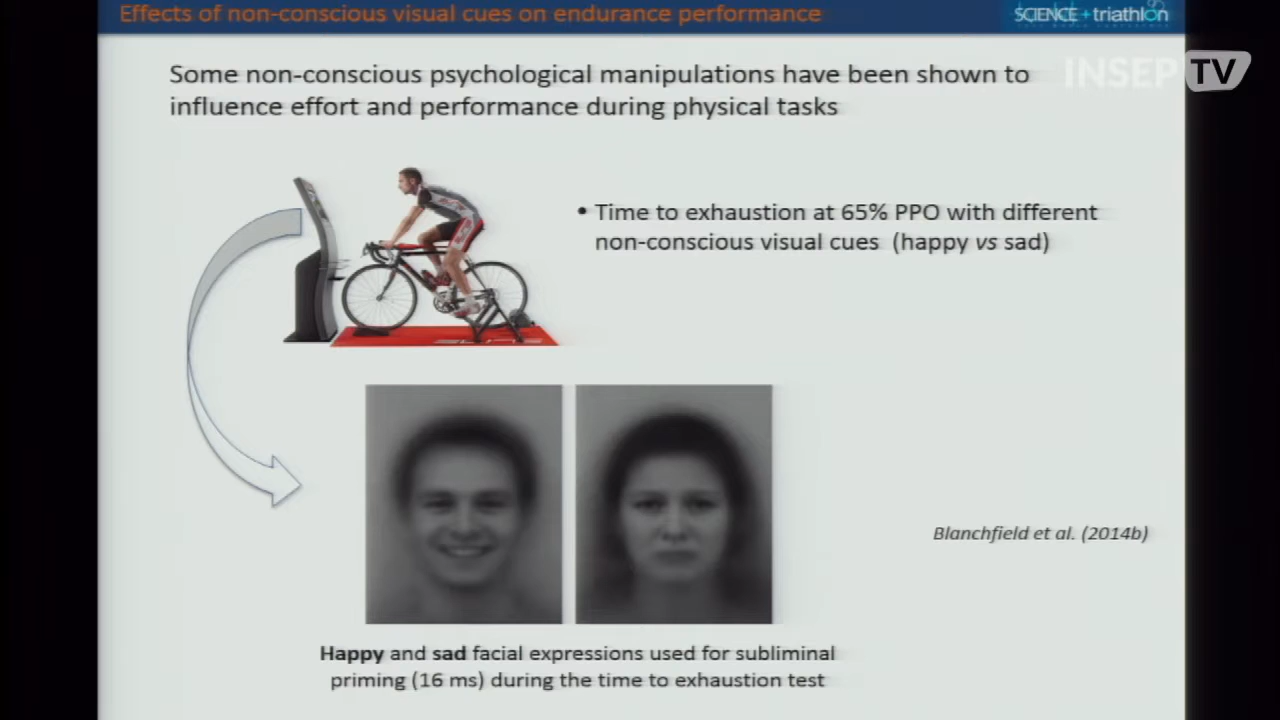 Effects of non-conscious visual cues on endurance performance
SCIENCE+triathlon
INSEP TV
Some non-conscious psychological manipulations have been shown to
influence effort and performance during physical tasks
• Time to exhaustion at 65% PPO with different
non-conscious visual cues (happy vs sad)
Blanchfield et al. (2014b)
Happy and sad facial expressions used for subliminal
priming (16 ms) during the time to exhaustion test